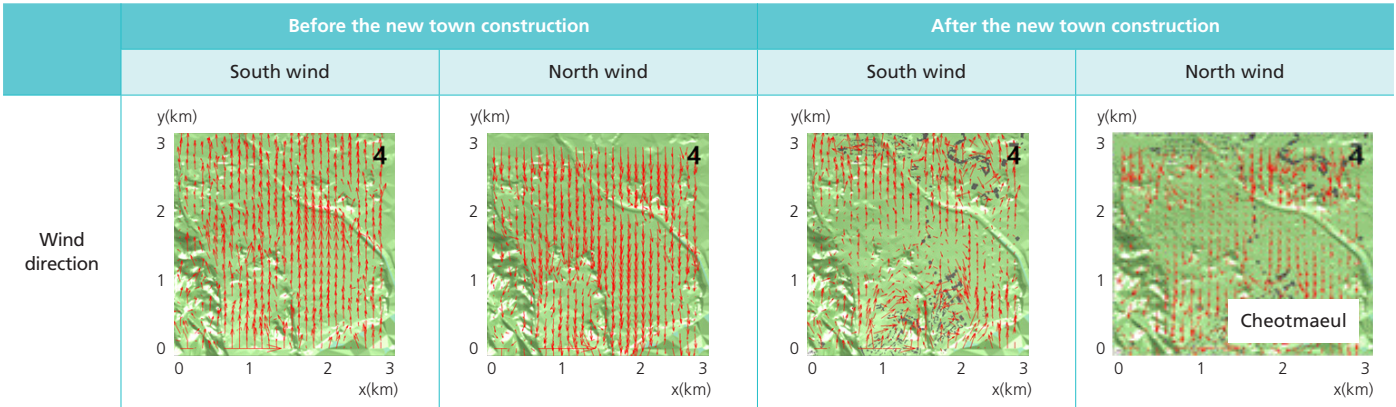 Before the new town construction
After the new town construction
South wind
North wind
South wind
North wind
Wind
direction
y(km)
3
2
1
0
4
0 1 2 3
x(km)
y(km)
3
2
1
0
4
0 1 2 3
x(km)
y(km)
3
2
1
0
4
0 1 2 3
x(km)
y(km)
3
2
1
0
4
Cheotmaeul
0 1 2 3
x(km)